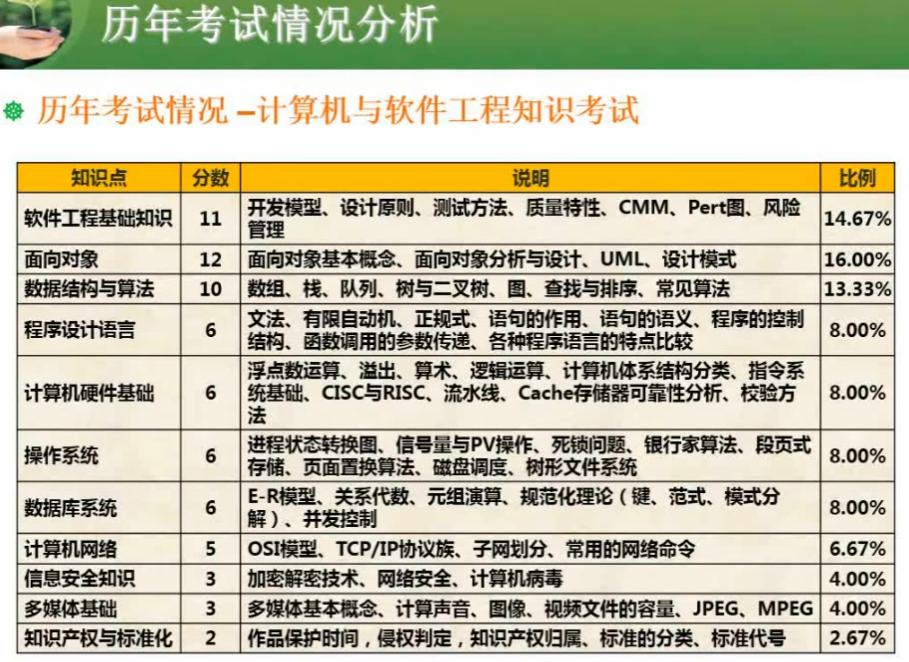 历年考试情况分析
历年考试情况 –计算机与软件工程知识考试
知识点 分数 说明 比例
软件工程基础知识 11 开发模型、设计原则、测试方法、质量特性、CMM、Pert图、风险
管理 14.67%
面向对象 12 面向对象基本概念、面向对象分析与设计、UML、设计模式 16.00%
数据结构与算法 10 数组、栈、队列、树与二叉树、图、查找与排序、常见算法 13.33%
程序设计语言 6 文法、有限自动机、正规式、语句的作用、语句的语义、程序的控制
结构、函数调用的参数传递、各种程序语言的特点比较 8.00%
计算机硬件基础 6 浮点数运算、溢出、算术、逻辑运算、计算机体系结构分类、指令系
统基础、CISC与RISC、流水线、Cache存储器可靠性分析、校验方
法 8.00%
操作系统 6 进程状态转换图、信号量与PV操作、死锁问题、银行家算法、段页式
存储、页面置换算法、磁盘调度、树形文件系统 8.00%
数据库系统 6 E-R模型、关系代数、元组演算、规范化理论（键、范式、模式分
解）、并发控制 8.00%
计算机网络 5 OSI模型、TCP/IP协议族、子网划分、常用的网络命令 6.67%
信息安全知识 3 加密解密技术、网络安全、计算机病毒 4.00%
多媒体基础 3 多媒体基本概念、计算声音、图像、视频文件的容量、JPEG、MPEG 4.00%
知识产权与标准化 2 作品保护时间，侵权判定，知识产权归属、标准的分类、标准代号 2.67%